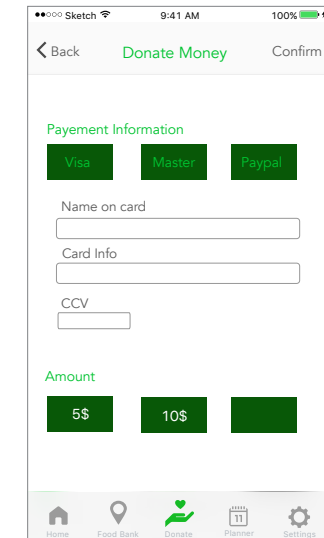 Sketch 9:41 AM 100%
Back Donate Money Confirm
Payement Information
Visa Master Paypal
Name on card
Card Info
CCV
Amount
5$ 10$
11
Home Food Bank Donate Planner Settings